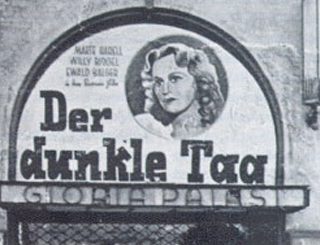 MARTE HARELL
WILLY BIRGEL
EWALD BALSER
Der
dunkle Tag
GLORIA PALAST